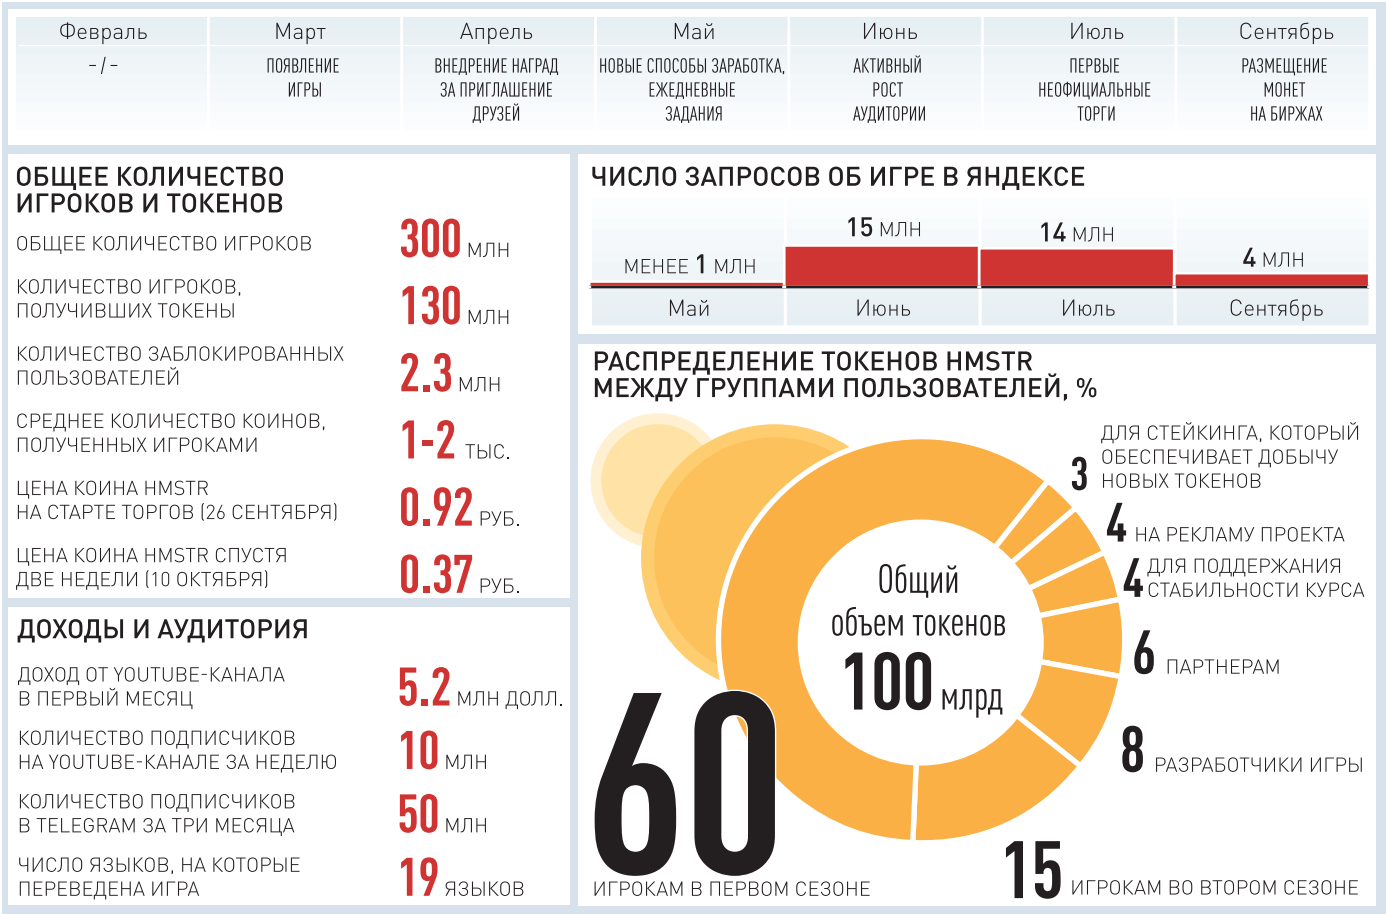 Февраль
– / –
Март
ПОЯВЛЕНИЕ
ИГРЫ
Апрель
ВНЕДРЕНИЕ НАГРАД
ЗА ПРИГЛАШЕНИЕ
ДРУЗЕЙ
Май
НОВЫЕ СПОСОБЫ ЗАРАБОТКА,
ЕЖЕДНЕВНЫЕ
ЗАДАНИЯ
Июнь
АКТИВНЫЙ
РОСТ
АУДИТОРИИ
Июль
ПЕРВЫЕ
НЕОФИЦИАЛЬНЫЕ
ТОРГИ
Сентябрь
РАЗМЕЩЕНИЕ
МОНЕТ
НА БИРЖАХ
ОБЩЕЕ КОЛИЧЕСТВО
ИГРОКОВ И ТОКЕНОВ
ОБЩЕЕ КОЛИЧЕСТВО ИГРОКОВ 300 МЛН
КОЛИЧЕСТВО ИГРОКОВ,
ПОЛУЧИВШИХ ТОКЕНЫ 130 МЛН
КОЛИЧЕСТВО ЗАБЛОКИРОВАННЫХ
ПОЛЬЗОВАТЕЛЕЙ 2.3 МЛН
СРЕДНЕЕ КОЛИЧЕСТВО КОИНОВ,
ПОЛУЧЕННЫХ ИГРОКАМИ 1-2 ТЫС.
ЦЕНА КОИНА HMSTR
НА СТАРТЕ ТОРГОВ (26 СЕНТЯБРЯ) 0.92 РУБ.
ЦЕНА КОИНА HMSTR СПУСТЯ
ДВЕ НЕДЕЛИ (10 ОКТЯБРЯ) 0.37 РУБ.
ДОХОДЫ И АУДИТОРИЯ
ДОХОД ОТ YOUTUBE-КАНАЛА
В ПЕРВЫЙ МЕСЯЦ 5.2 МЛН ДОЛЛ.
КОЛИЧЕСТВО ПОДПИСЧИКОВ
НА YOUTUBE-КАНАЛЕ ЗА НЕДЕЛЮ 10 МЛН
КОЛИЧЕСТВО ПОДПИСЧИКОВ
В TELEGRAM ЗА ТРИ МЕСЯЦА 50 МЛН
ЧИСЛО ЯЗЫКОВ, НА КОТОРЫЕ
ПЕРЕВЕДЕНА ИГРА 19 ЯЗЫКОВ
ЧИСЛО ЗАПРОСОВ ОБ ИГРЕ В ЯНДЕКСЕ
МЕНЕЕ 1 МЛН
15 МЛН
14 МЛН
4 МЛН
Май
Июнь
Июль
Сентябрь
РАСПРЕДЕЛЕНИЕ ТОКЕНОВ HMSTR
МЕЖДУ ГРУППАМИ ПОЛЬЗОВАТЕЛЕЙ, %
3 ДЛЯ СТЕЙКИНГА, КОТОРЫЙ
ОБЕСПЕЧИВАЕТ ДОБЫЧУ
НОВЫХ ТОКЕНОВ
4 НА РЕКЛАМУ ПРОЕКТА
4 ДЛЯ ПОДДЕРЖАНИЯ
СТАБИЛЬНОСТИ КУРСА
6 ПАРТНЕРАМ
8 РАЗРАБОТЧИКИ ИГРЫ
15 ИГРОКАМ ВО ВТОРОМ СЕЗОНЕ
60
ИГРОКАМ В ПЕРВОМ СЕЗОНЕ
Общий
объем токенов
100 млрд